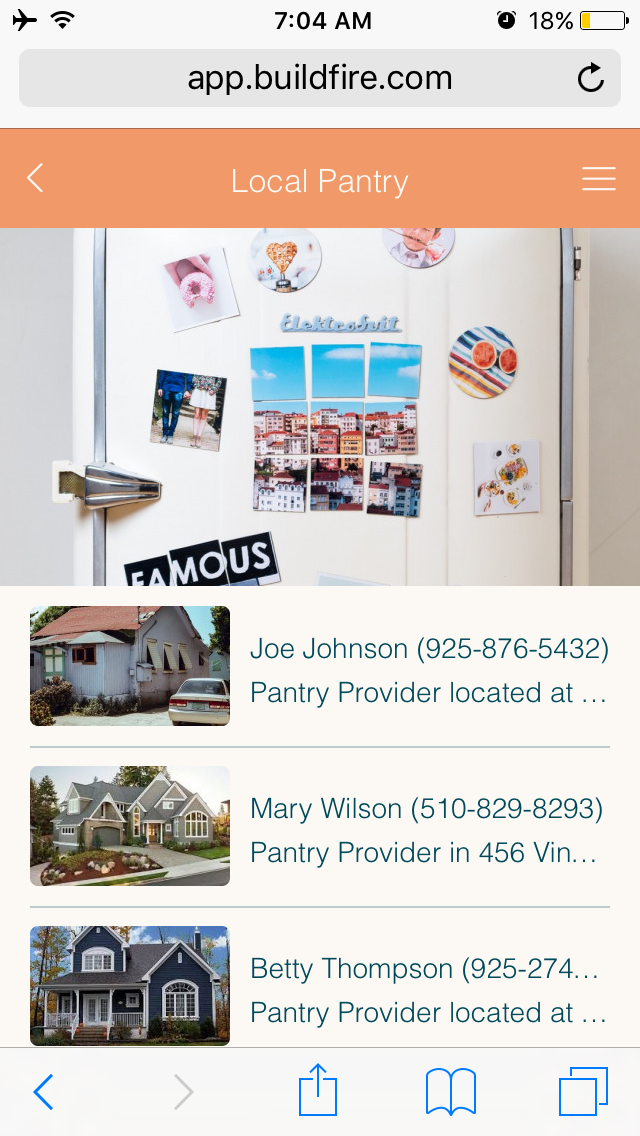 7:04 AM
18%
app.buildfire.com
Local Pantry
Elektrosuit
FAMOUS
Joe Johnson (925-876-5432)
Pantry Provider located at ...
Mary Wilson (510-829-8293)
Pantry Provider in 456 Vin...
Betty Thompson (925-274...
Pantry Provider located at ...